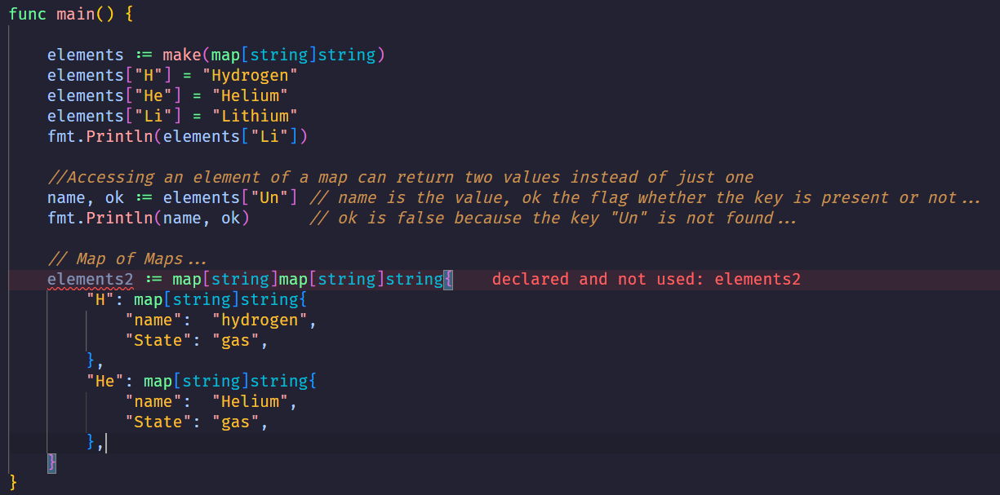 func main() {
elements := make(map[string]string)
elements["H"] = "Hydrogen"
elements["He"] = "Helium"
elements["Li"] = "Lithium"
fmt.Println(elements["Li"])
//Accessing an element of a map can return two values instead of just one
name, ok := elements["Un"] // name is the value, ok the flag whether the key is present or not...
fmt.Println(name, ok)      // ok is false because the key "Un" is not found...
// Map of Maps...
elements2 := map[string]map[string]string{    declared and not used: elements2
"H": map[string]string{
"name":  "hydrogen",
"State": "gas",
},
"He": map[string]string{
"name":  "Helium",
"State": "gas",
},
}
}